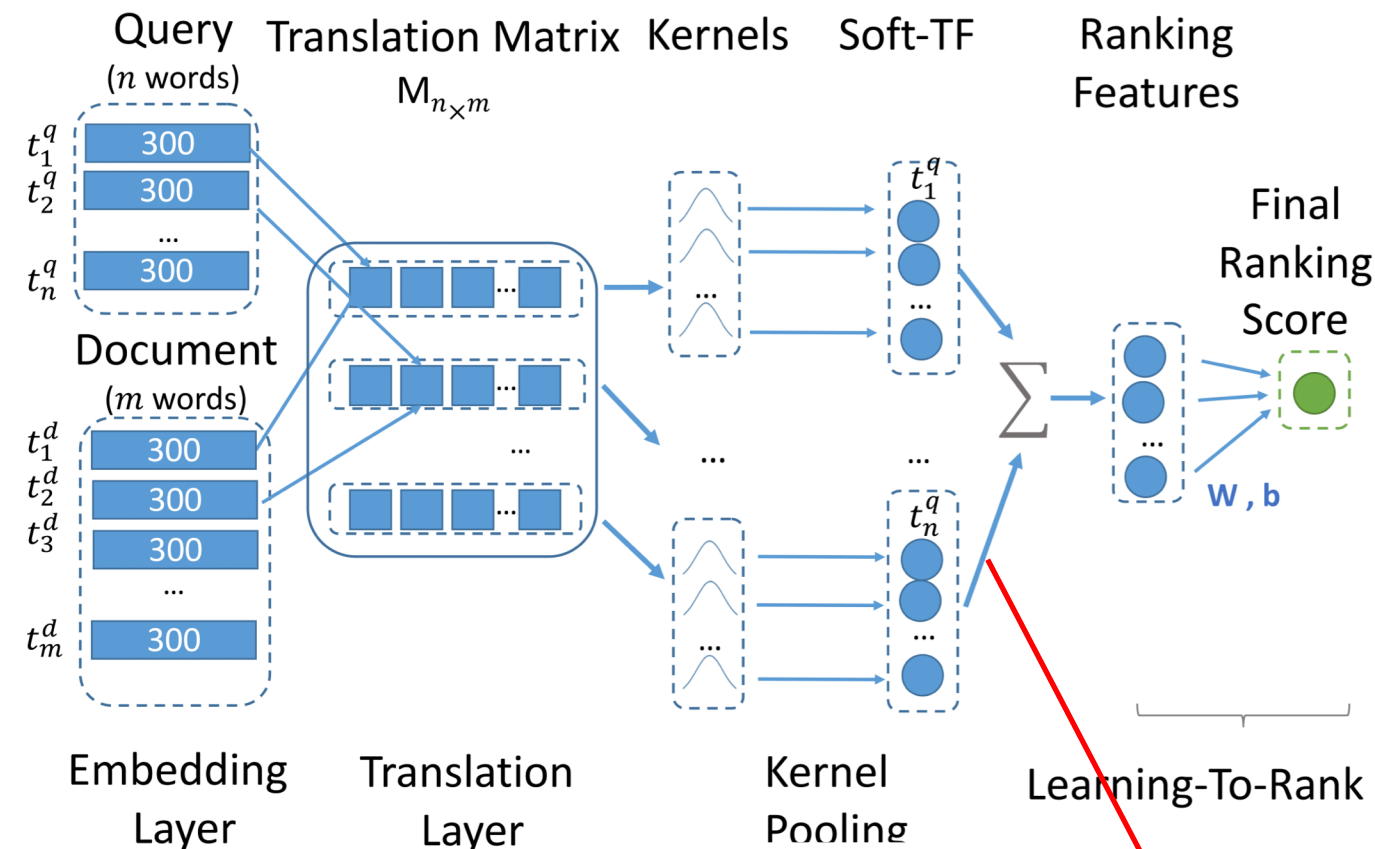 Query
(n words)
Translation Matrix
M_{n×m}
Kernels
Soft-TF
Ranking
Features
t_1^q 300
t_2^q 300
...
t_n^q 300
Document
(m words)
t_1^d 300
t_2^d 300
t_3^d 300
...
t_m^d 300
...
...
...
...
...
...
t_1^q
...
...
t_n^q
...
...
W , b
Final
Ranking
Score
Embedding
Layer
Translation
Layer
Kernel
Pooling
Learning-To-Rank
∑